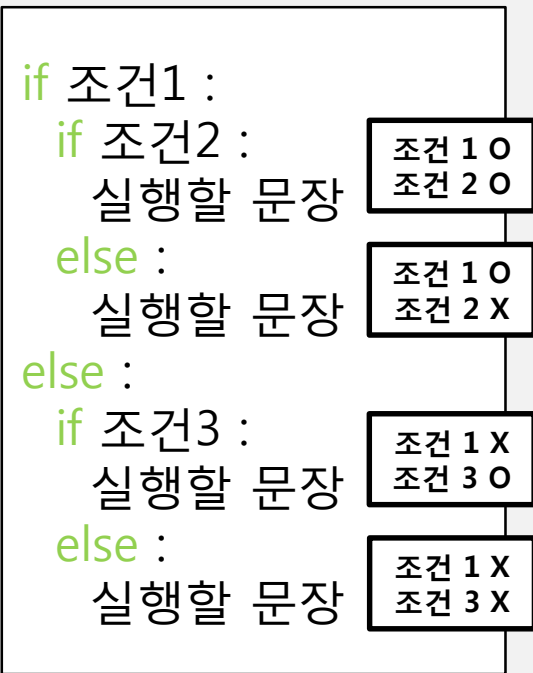 if 조건1 :
if 조건2 :
실행할 문장
조건 1 O
조건 2 O
else :
실행할 문장
조건 1 O
조건 2 X
else :
if 조건3 :
실행할 문장
조건 1 X
조건 3 O
else :
실행할 문장
조건 1 X
조건 3 X